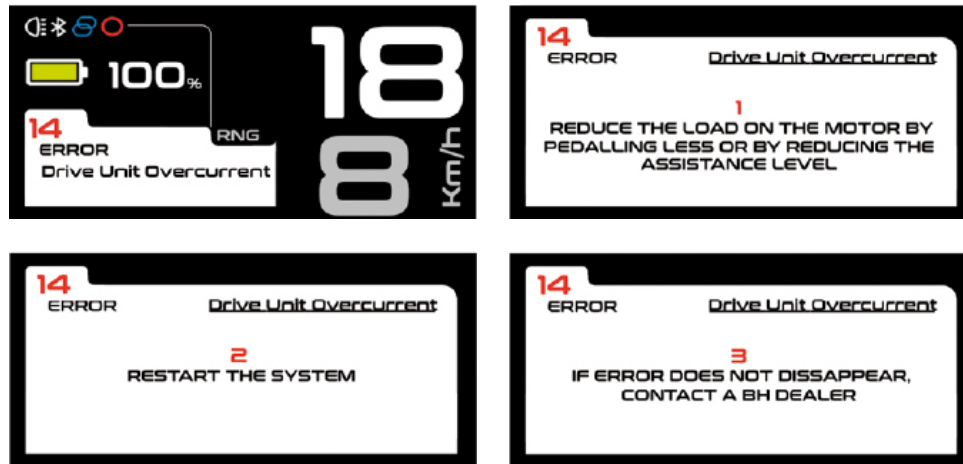 100%
18
8
Km/h
RNG
14
ERROR
Drive Unit Overcurrent
14
ERROR
Drive Unit Overcurrent
1
REDUCE THE LOAD ON THE MOTOR BY
PEDALLING LESS OR BY REDUCING THE
ASSISTANCE LEVEL
14
ERROR
Drive Unit Overcurrent
2
RESTART THE SYSTEM
14
ERROR
Drive Unit Overcurrent
3
IF ERROR DOES NOT DISSAPPEAR,
CONTACT A BH DEALER